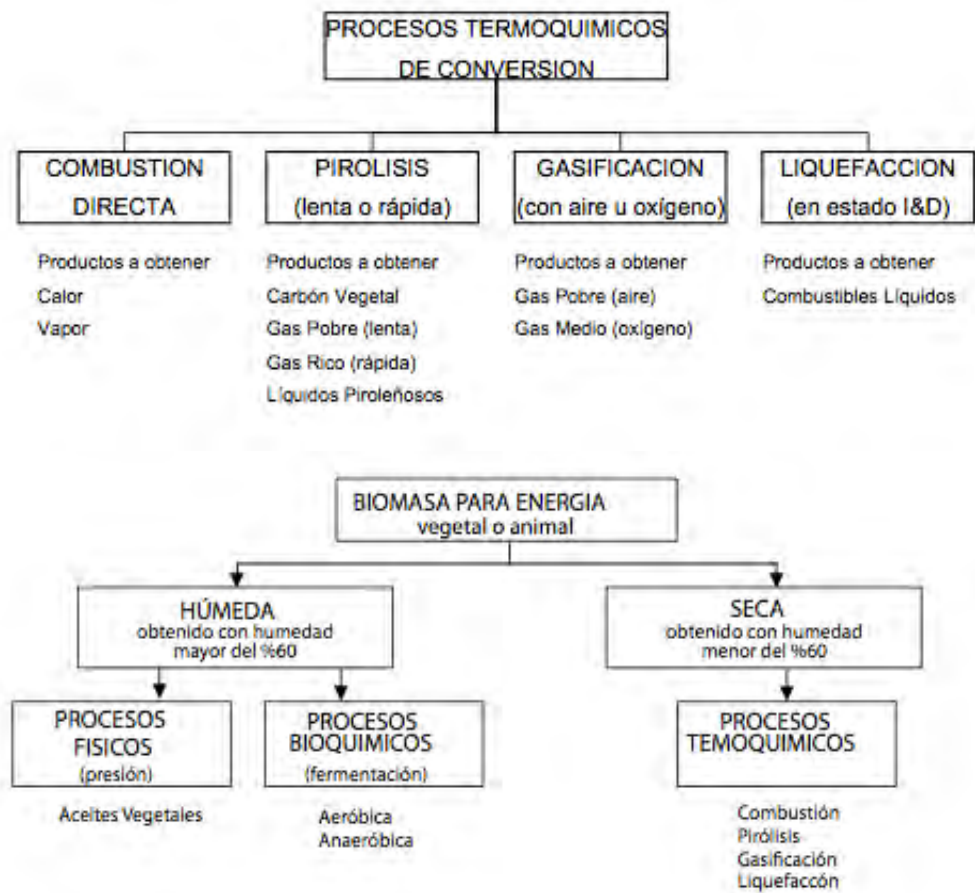 PROCESOS TERMOQUIMICOS
DE CONVERSION
COMBUSTION
DIRECTA
Productos a obtener
Calor
Vapor
PIROLISIS
(lenta o rápida)
Productos a obtener
Carbón Vegetal
Gas Pobre (lenta)
Gas Rico (rápida)
Líquidos Piroleñosos
GASIFICACION
(con aire u oxígeno)
Productos a obtener
Gas Pobre (aire)
Gas Medio (oxígeno)
LIQUEFACCION
(en estado I&D)
Productos a obtener
Combustibles Líquidos
BIOMASA PARA ENERGIA
vegetal o animal
HÚMEDA
obtenido con humedad
mayor del %60
SECA
obtenido con humedad
menor del %60
PROCESOS
FISICOS
(presión)
Aceites Vegetales
PROCESOS
BIOQUIMICOS
(fermentación)
Aeróbica
Anaeróbica
PROCESOS
TEMOQUIMICOS
Combustión
Pirólisis
Gasificación
Liquefaccón